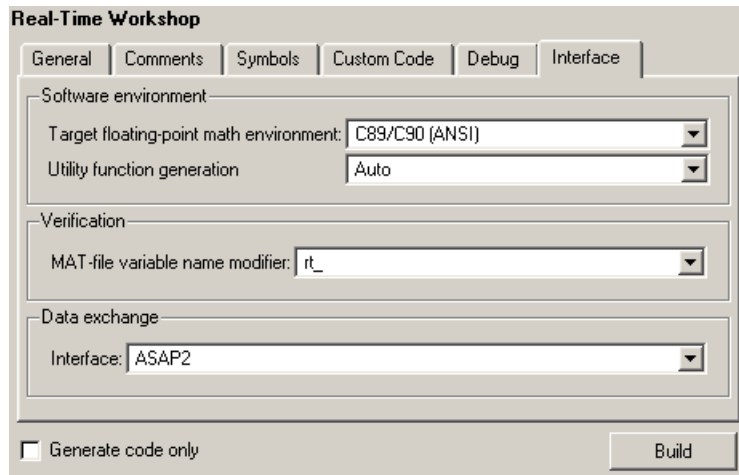 Real-Time Workshop
General Comments Symbols Custom Code Debug Interface
Software environment
Target floating-point math environment: C89/C90 (ANSI)
Utility function generation Auto
Verification
MAT-file variable name modifier: rt_
Data exchange
Interface: ASAP2
Generate code only Build